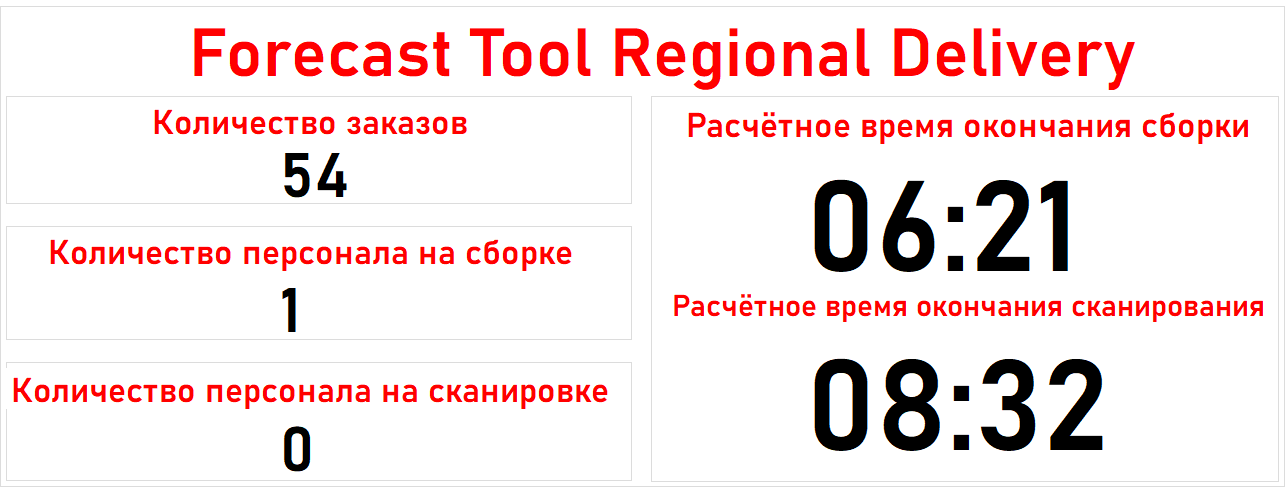 Forecast Tool Regional Delivery
Количество заказов
54
Количество персонала на сборке
1
Количество персонала на сканировке
0
Расчётное время окончания сборки
06:21
Расчётное время окончания сканирования
08:32